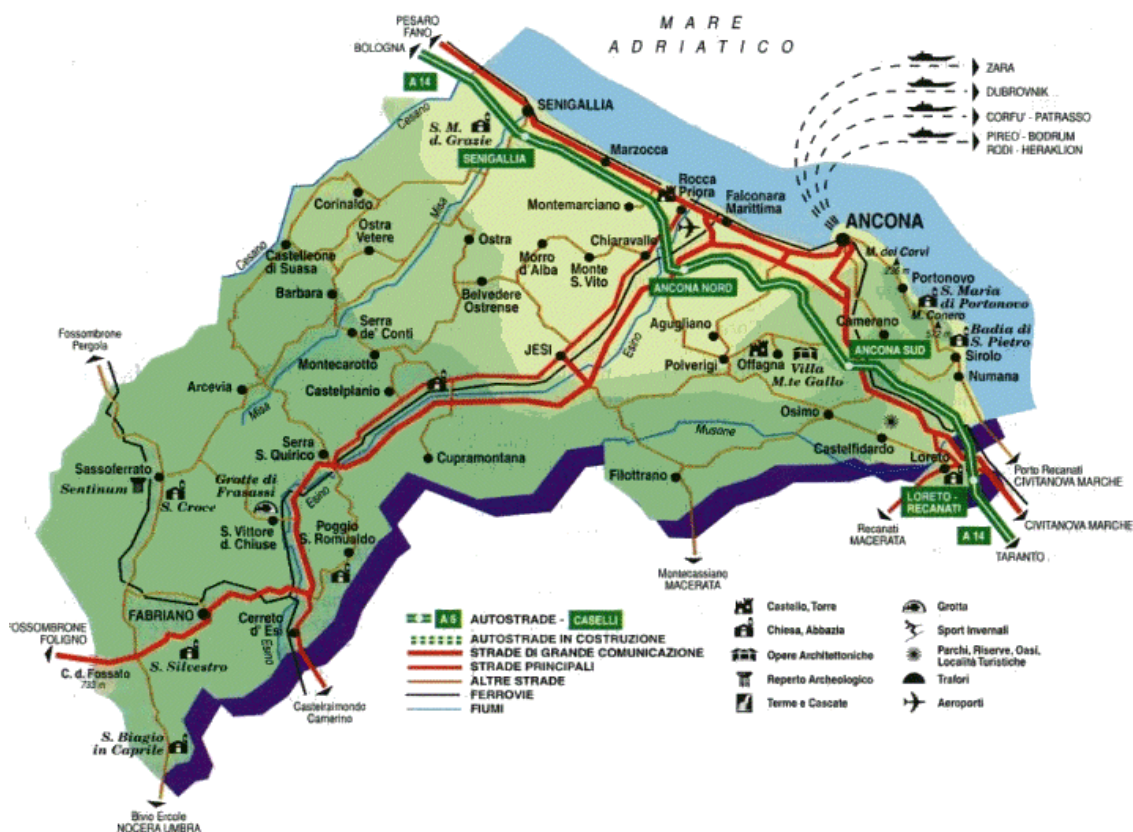 PESARO
FANO
BOLOGNA
MARE
ADRIATICO
ZARA
DUBROVNIK
CORFU' - PATRASSO
PIREO - BODRUM
RODI - HERAKLION
A 14
SENIGALLIA
Cesano
S. M.
d. Grazie
SENIGALLIA
Marzocca
Rocca
Priora
Falconara
Marittima
Montemarciano
ANCONA
Corinaldo
Misa
Ostra
Vetere
Ostra
Chiaravalle
M. dei Corvi
Cesano
Castelleone
di Suasa
Morro
d'Alba
Monte
S. Vito
Portonovo
S. Maria
di Portonovo
Barbara
Belvedere
Ostrense
ANCONA NORD
M. Conero
572 m
Fossombrone
Pergola
Serra
de' Conti
Agugliano
Camerano
Badia di
S. Pietro
Montecarotto
JESI
Esino
Polverigi
Offagna
Villa
M.te Gallo
ANCONA SUD
Sirolo
Arcevia
Castelplanio
Numana
Misa
Osimo
Musone
Castelfidardo
Serra
S. Quirico
Cupramontana
Sassoferrato
Sentinum
Grotte di
Frasassi
Filottrano
Loreto
Porto Recanati
CIVITANOVA MARCHE
S. Croce
Esino
LORETO -
RECANATI
S. Vittore
d. Chiuse
Poggio
S. Romualdo
Recanati
MACERATA
CIVITANOVA MARCHE
A 14
TARANTO
Montecassiano
MACERATA
FABRIANO
Cerreto
d' Esi
OSSOMBRONE
FOLIGNO
Esino
S. Silvestro
C. d. Fossato
733 m
Castelraimondo
Camerino
S. Biagio
in Caprile
Bivio Ercole
NOCERA UMBRA
A 6 AUTOSTRADE - CASELLI
AUTOSTRADE IN COSTRUZIONE
STRADE DI GRANDE COMUNICAZIONE
STRADE PRINCIPALI
ALTRE STRADE
FERROVIE
FIUMI
Castello, Torre
Chiesa, Abbazia
Opere Architettoniche
Reperto Archeologico
Terme e Cascate
Grotta
Sport Invernali
Parchi, Riserve, Oasi,
Località Turistiche
Trafori
Aeroporti